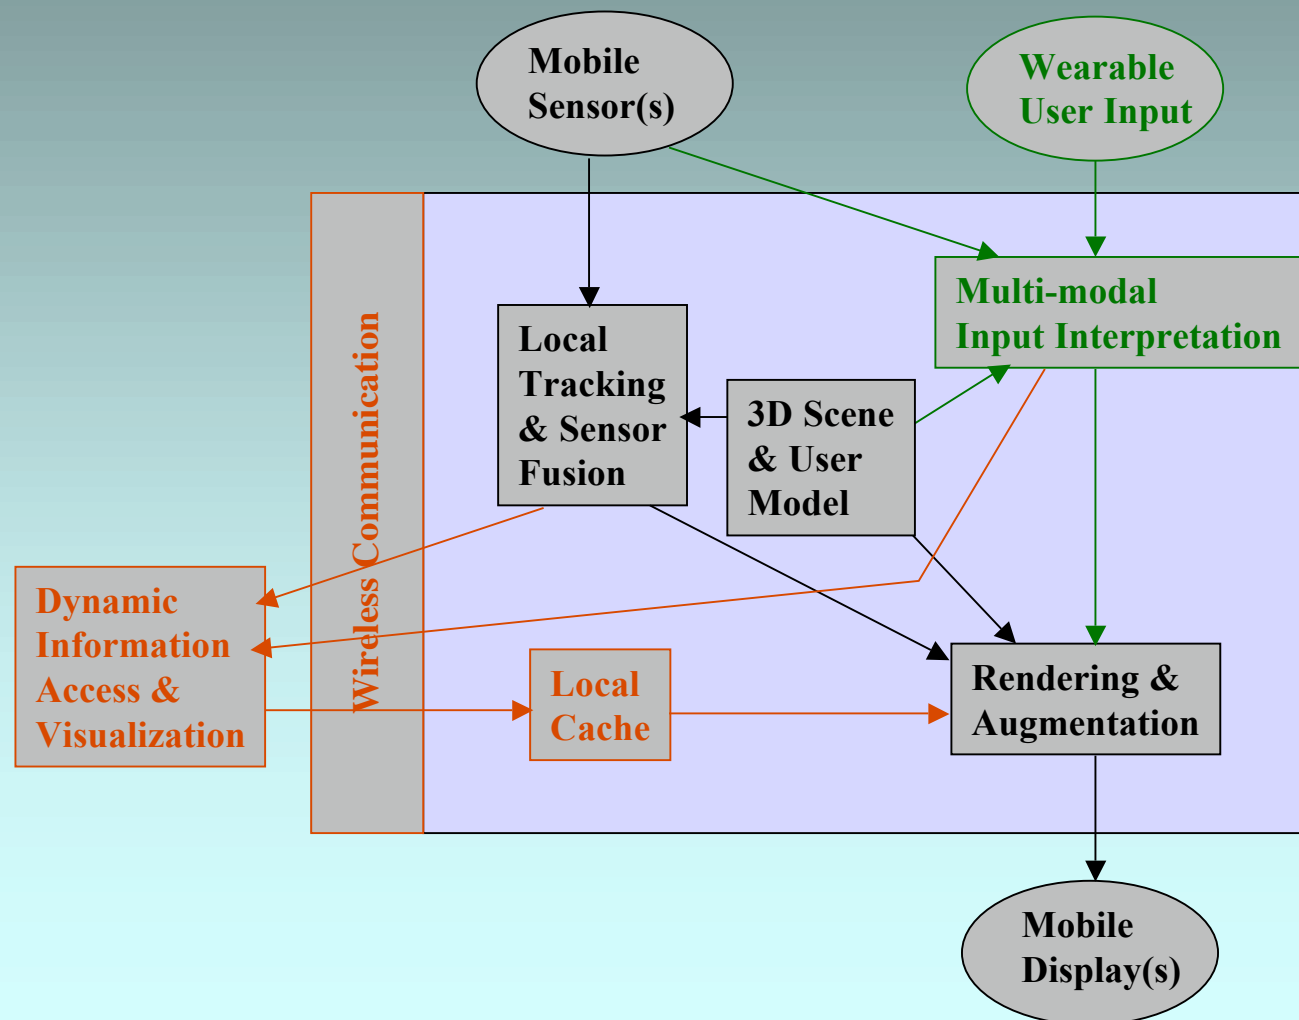 Mobile
Sensor(s)
Wearable
User Input
Multi-modal
Input Interpretation
Local
Tracking
& Sensor
Fusion
3D Scene
& User
Model
Wireless Communication
Dynamic
Information
Access &
Visualization
Local
Cache
Rendering &
Augmentation
Mobile
Display(s)